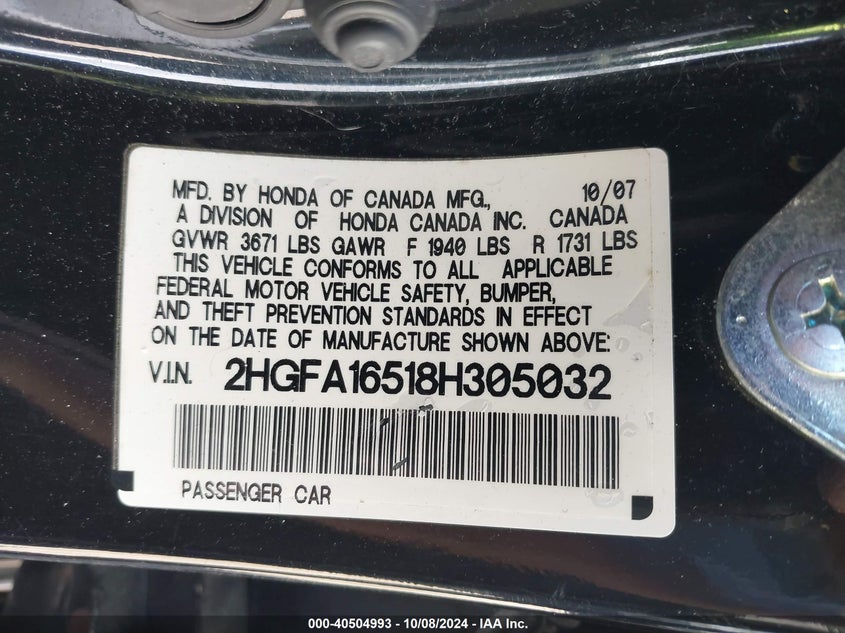 MFD. BY HONDA OF CANADA MFG., 10/07
A DIVISION OF HONDA CANADA INC. CANADA
GVWR 3671 LBS GAWR F 1940 LBS R 1731 LBS
THIS VEHICLE CONFORMS TO ALL APPLICABLE
FEDERAL MOTOR VEHICLE SAFETY, BUMPER,
AND THEFT PREVENTION STANDARDS IN EFFECT
ON THE DATE OF MANUFACTURE SHOWN ABOVE:
V.I.N. 2HGFA16518H305032
PASSENGER CAR
000-40504993 - 10/08/2024 - IAA Inc.